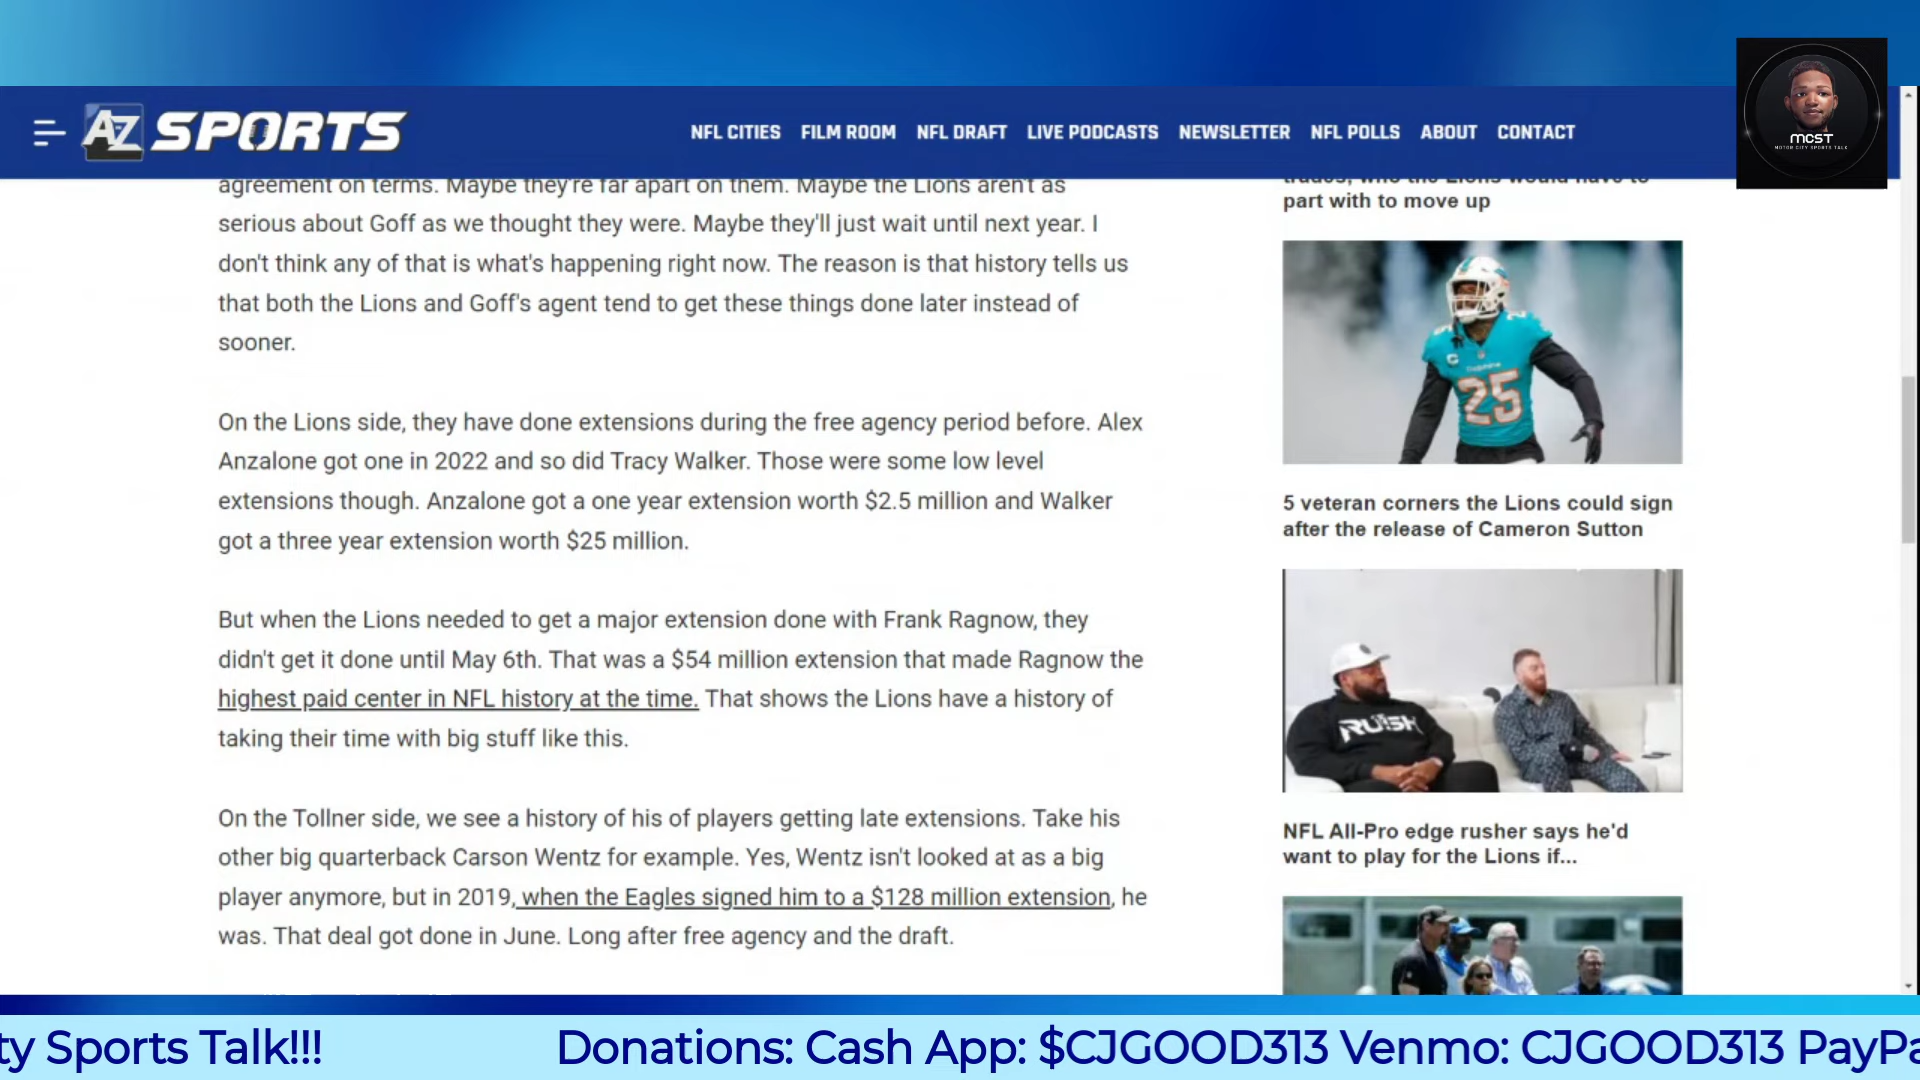 AZ SPORTS
NFL CITIES FILM ROOM NFL DRAFT LIVE PODCASTS NEWSLETTER NFL POLLS ABOUT CONTACT
MCST
MOTOR CITY SPORTS TALK
agreement on terms. Maybe they're far apart on them. Maybe the Lions aren't as
serious about Goff as we thought they were. Maybe they'll just wait until next year. I
don't think any of that is what's happening right now. The reason is that history tells us
that both the Lions and Goff's agent tend to get these things done later instead of
sooner.
On the Lions side, they have done extensions during the free agency period before. Alex
Anzalone got one in 2022 and so did Tracy Walker. Those were some low level
extensions though. Anzalone got a one year extension worth $2.5 million and Walker
got a three year extension worth $25 million.
But when the Lions needed to get a major extension done with Frank Ragnow, they
didn't get it done until May 6th. That was a $54 million extension that made Ragnow the
highest paid center in NFL history at the time. That shows the Lions have a history of
taking their time with big stuff like this.
On the Tollner side, we see a history of his of players getting late extensions. Take his
other big quarterback Carson Wentz for example. Yes, Wentz isn't looked at as a big
player anymore, but in 2019, when the Eagles signed him to a $128 million extension, he
was. That deal got done in June. Long after free agency and the draft.
trades, who the Lions would have to
part with to move up
Dolphins
25
5 veteran corners the Lions could sign
after the release of Cameron Sutton
RUSH
NFL All-Pro edge rusher says he'd
want to play for the Lions if...
ty Sports Talk!!! Donations: Cash App: $CJGOOD313 Venmo: CJGOOD313 PayPa